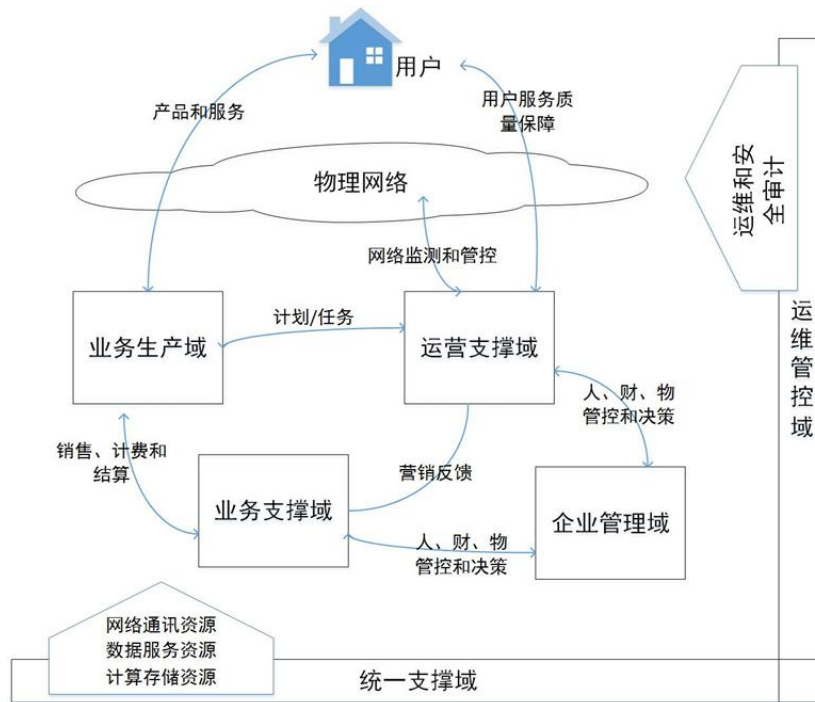 用户
产品和服务
用户服务质
量保障
物理网络
运维和安
全审计
网络监测和管控
业务生产域
计划/任务
运营支撑域
运维管控域
人、财、物
管控和决策
销售、计费和
结算
营销反馈
业务支撑域
企业管理域
人、财、物
管控和决策
网络通讯资源
数据服务资源
计算存储资源
统一支撑域